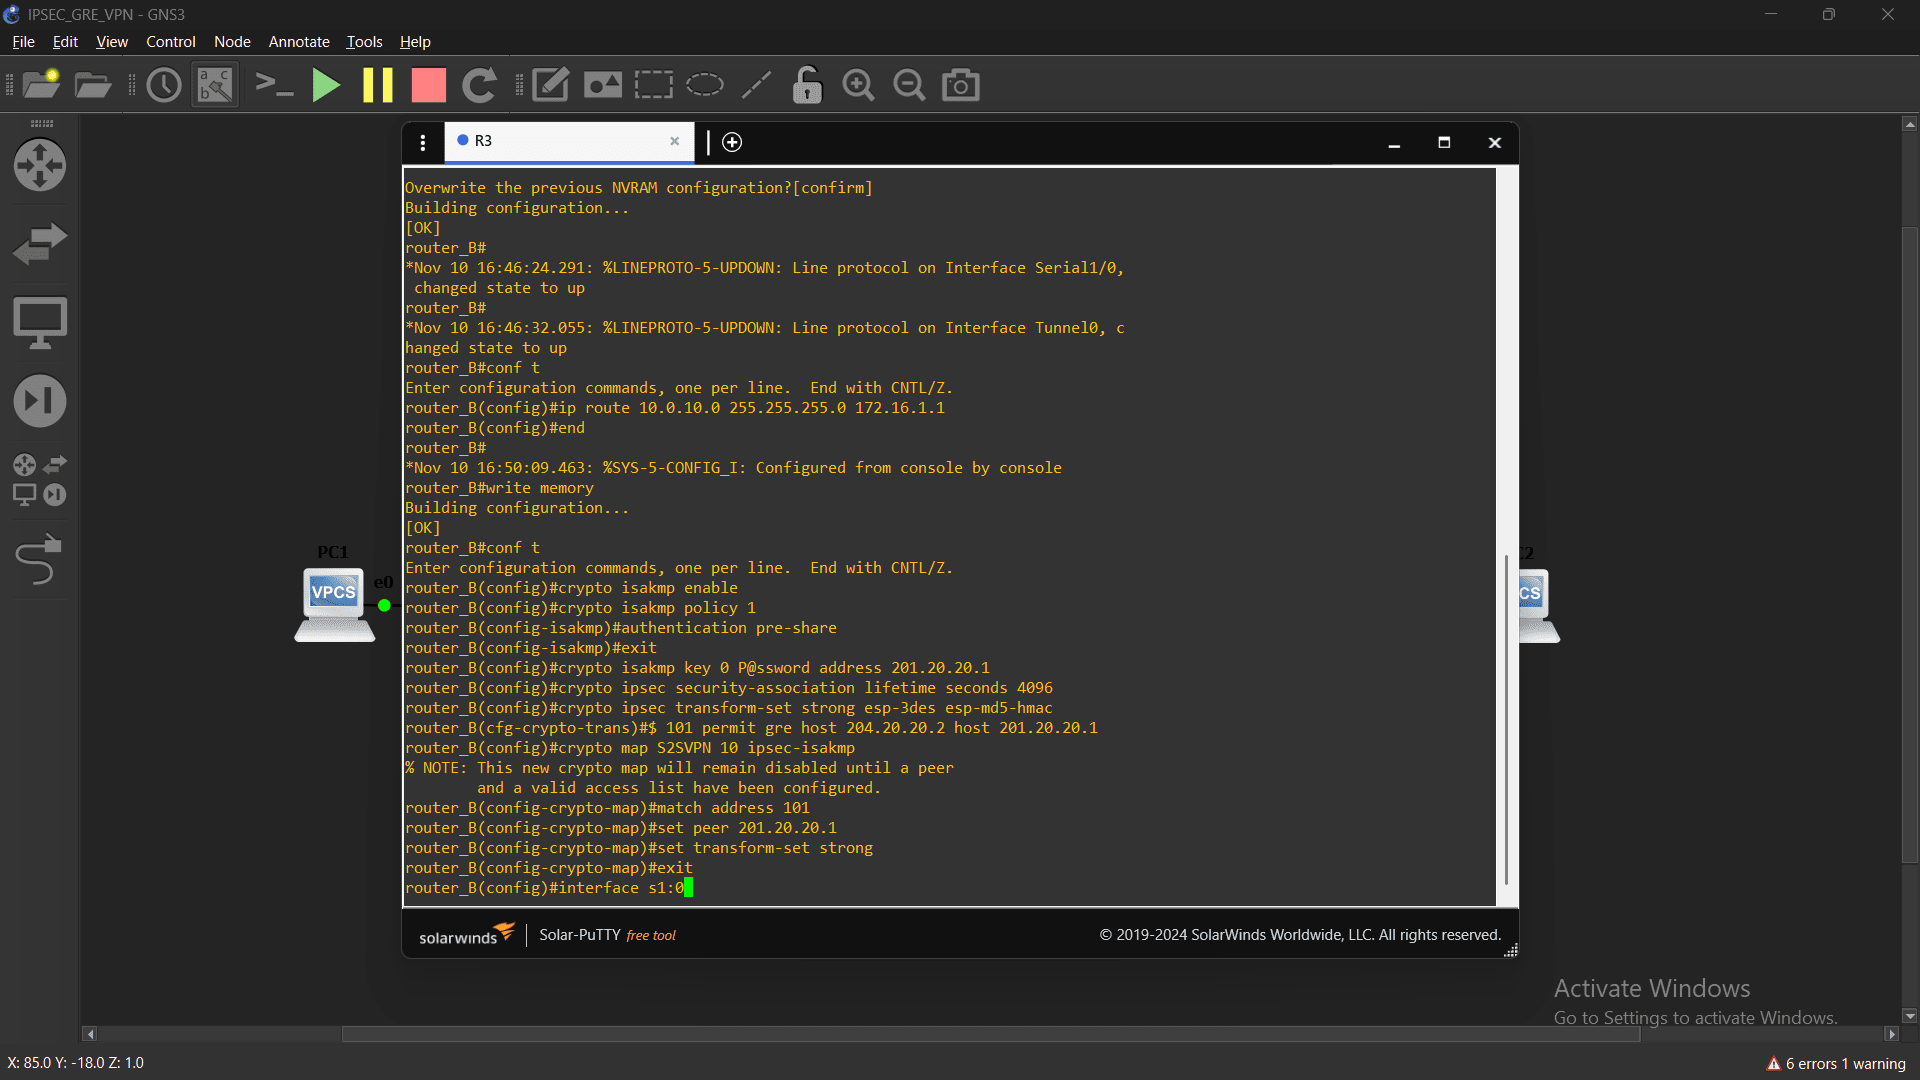 IPSEC_GRE_VPN - GNS3
File Edit View Control Node Annotate Tools Help
R3
Overwrite the previous NVRAM configuration?[confirm]
Building configuration...
[OK]
router_B#
*Nov 10 16:46:24.291: %LINEPROTO-5-UPDOWN: Line protocol on Interface Serial1/0,
 changed state to up
router_B#
*Nov 10 16:46:32.055: %LINEPROTO-5-UPDOWN: Line protocol on Interface Tunnel0, c
hanged state to up
router_B#conf t
Enter configuration commands, one per line.  End with CNTL/Z.
router_B(config)#ip route 10.0.10.0 255.255.255.0 172.16.1.1
router_B(config)#end
router_B#
*Nov 10 16:50:09.463: %SYS-5-CONFIG_I: Configured from console by console
router_B#write memory
Building configuration...
[OK]
router_B#conf t
Enter configuration commands, one per line.  End with CNTL/Z.
router_B(config)#crypto isakmp enable
router_B(config)#crypto isakmp policy 1
router_B(config-isakmp)#authentication pre-share
router_B(config-isakmp)#exit
router_B(config)#crypto isakmp key 0 P@ssword address 201.20.20.1
router_B(config)#crypto ipsec security-association lifetime seconds 4096
router_B(config)#crypto ipsec transform-set strong esp-3des esp-md5-hmac
router_B(cfg-crypto-trans)#$ 101 permit gre host 204.20.20.2 host 201.20.20.1
router_B(config)#crypto map S2SVPN 10 ipsec-isakmp
% NOTE: This new crypto map will remain disabled until a peer
        and a valid access list have been configured.
router_B(config-crypto-map)#match address 101
router_B(config-crypto-map)#set peer 201.20.20.1
router_B(config-crypto-map)#set transform-set strong
router_B(config-crypto-map)#exit
router_B(config)#interface s1:0
PC1
VPCS
e0
C2
CS
solarwinds Solar-PuTTY free tool
© 2019-2024 SolarWinds Worldwide, LLC. All rights reserved.
Activate Windows
Go to Settings to activate Windows.
X: 85.0 Y: -18.0 Z: 1.0
6 errors 1 warning